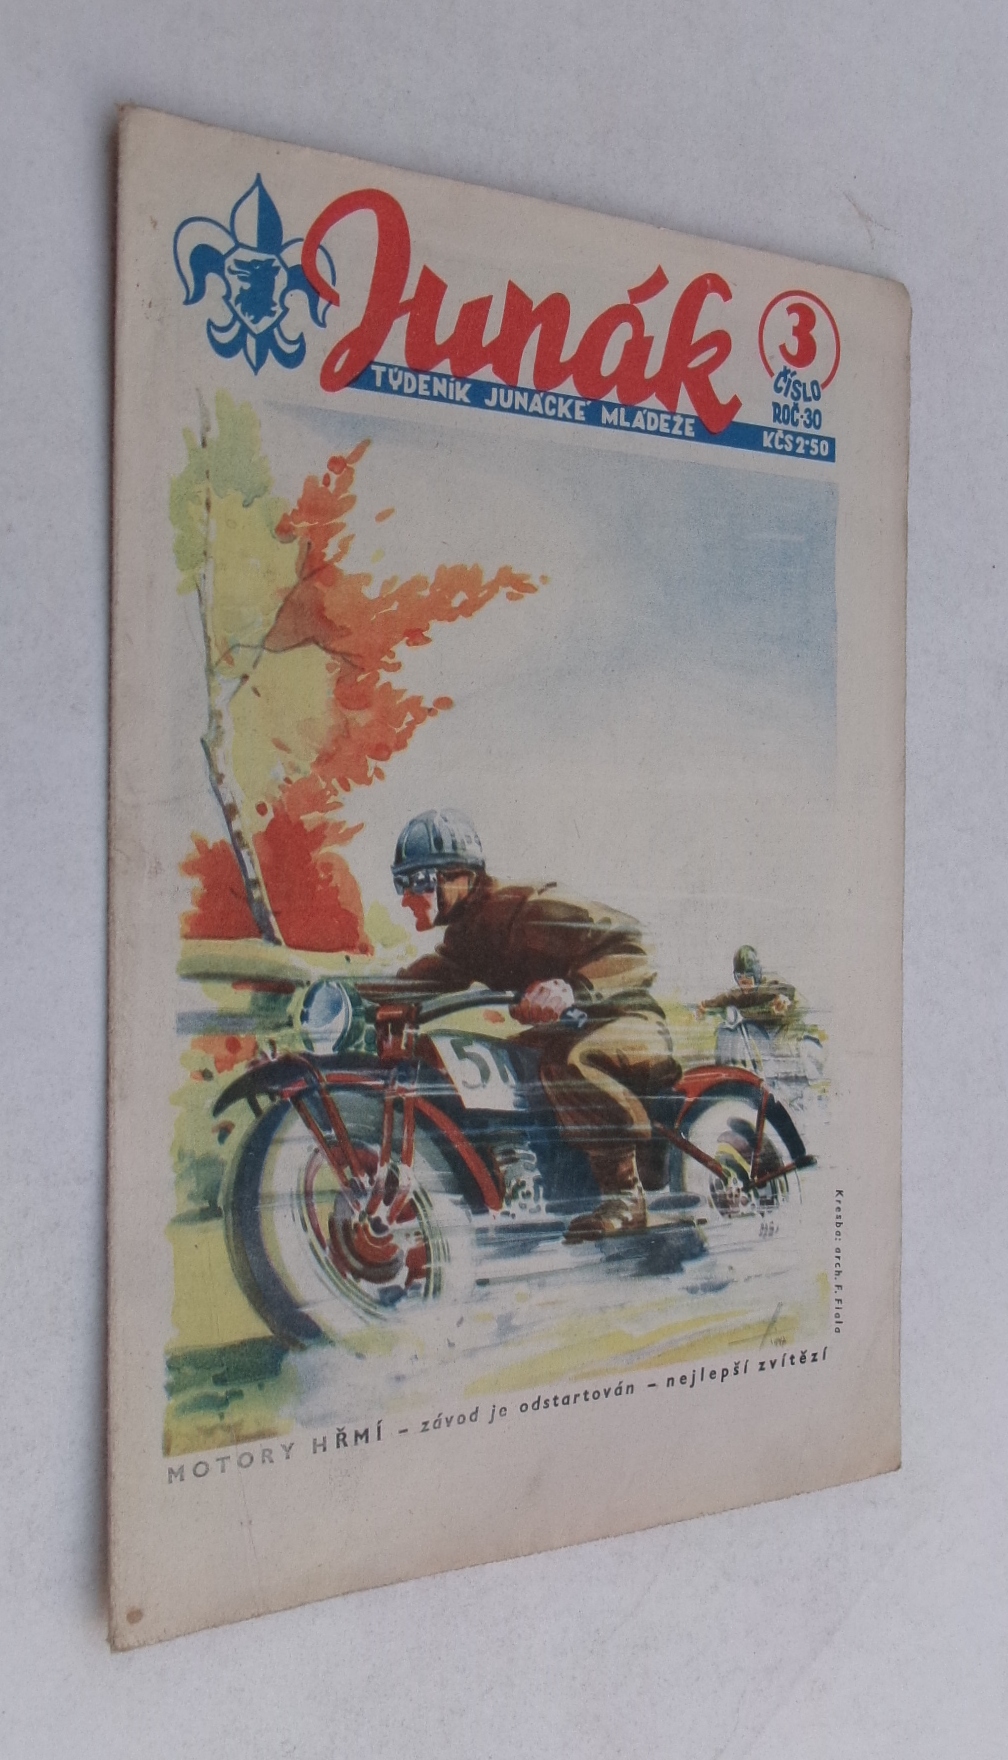 Junák
TÝDENÍK JUNÁCKÉ MLÁDEŽE
3
ČÍSLO
ROČ·30
KČS 2·50
Kresba: arch. F. Fiala
MOTORY HŘMÍ – závod je odstartován – nejlepší zvítězí